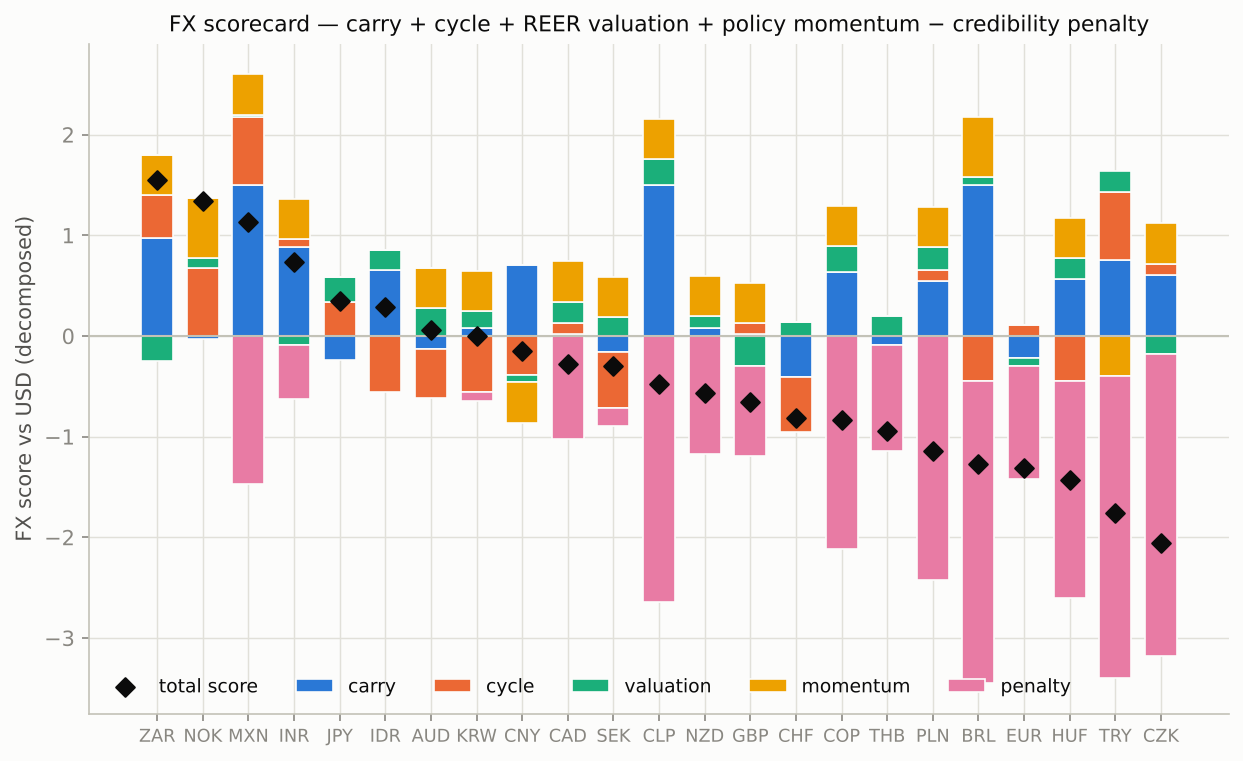 FX scorecard — carry + cycle + REER valuation + policy momentum − credibility penalty
FX score vs USD (decomposed)
2
1
0
−1
−2
−3
total score carry cycle valuation momentum penalty
ZAR NOK MXN INR JPY IDR AUD KRW CNY CAD SEK CLP NZD GBP CHF COP THB PLN BRL EUR HUF TRY CZK